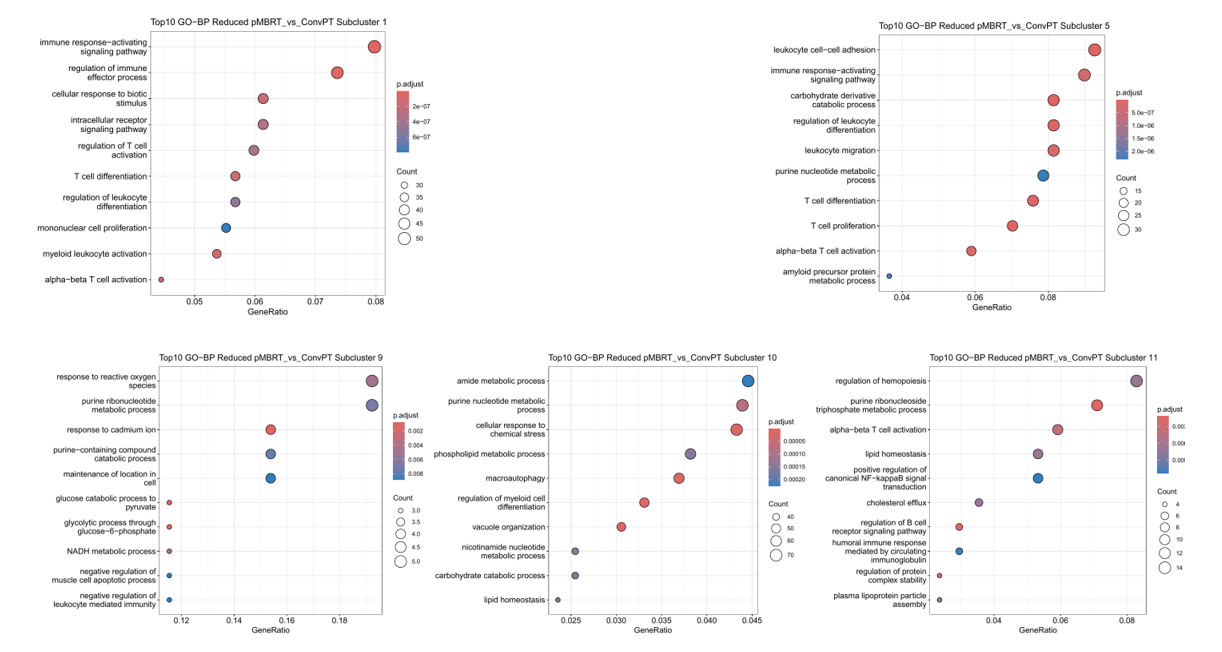 Top10 GO−BP Reduced pMBRT_vs_ConvPT Subcluster 1
immune response−activating
signaling pathway
regulation of immune
effector process
cellular response to biotic
stimulus
intracellular receptor
signaling pathway
regulation of T cell
activation
T cell differentiation
regulation of leukocyte
differentiation
mononuclear cell proliferation
myeloid leukocyte activation
alpha−beta T cell activation
0.05
0.06
0.07
0.08
GeneRatio
p.adjust
2e−07
4e−07
6e−07
Count
30
35
40
45
50
Top10 GO−BP Reduced pMBRT_vs_ConvPT Subcluster 5
leukocyte cell−cell adhesion
immune response−activating
signaling pathway
carbohydrate derivative
catabolic process
regulation of leukocyte
differentiation
leukocyte migration
purine nucleotide metabolic
process
T cell differentiation
T cell proliferation
alpha−beta T cell activation
amyloid precursor protein
metabolic process
0.04
0.06
0.08
GeneRatio
p.adjust
5.0e−07
1.0e−06
1.5e−06
2.0e−06
Count
15
20
25
30
Top10 GO−BP Reduced pMBRT_vs_ConvPT Subcluster 9
response to reactive oxygen
species
purine ribonucleotide
metabolic process
response to cadmium ion
purine−containing compound
catabolic process
maintenance of location in
cell
glucose catabolic process to
pyruvate
glycolytic process through
glucose−6−phosphate
NADH metabolic process
negative regulation of
muscle cell apoptotic process
negative regulation of
leukocyte mediated immunity
0.12
0.14
0.16
0.18
GeneRatio
p.adjust
0.002
0.004
0.006
0.008
Count
3.0
3.5
4.0
4.5
5.0
Top10 GO−BP Reduced pMBRT_vs_ConvPT Subcluster 10
amide metabolic process
purine nucleotide metabolic
process
cellular response to
chemical stress
phospholipid metabolic process
macroautophagy
regulation of myeloid cell
differentiation
vacuole organization
nicotinamide nucleotide
metabolic process
carbohydrate catabolic process
lipid homeostasis
0.025
0.030
0.035
0.040
0.045
GeneRatio
p.adjust
0.00005
0.00010
0.00015
0.00020
Count
40
50
60
70
Top10 GO−BP Reduced pMBRT_vs_ConvPT Subcluster 11
regulation of hemopoiesis
purine ribonucleoside
triphosphate metabolic process
alpha−beta T cell activation
lipid homeostasis
positive regulation of
canonical NF−kappaB signal
transduction
cholesterol efflux
regulation of B cell
receptor signaling pathway
humoral immune response
mediated by circulating
immunoglobulin
regulation of protein
complex stability
plasma lipoprotein particle
assembly
0.04
0.06
0.08
GeneRatio
p.adjust
Count
4
6
8
10
12
14